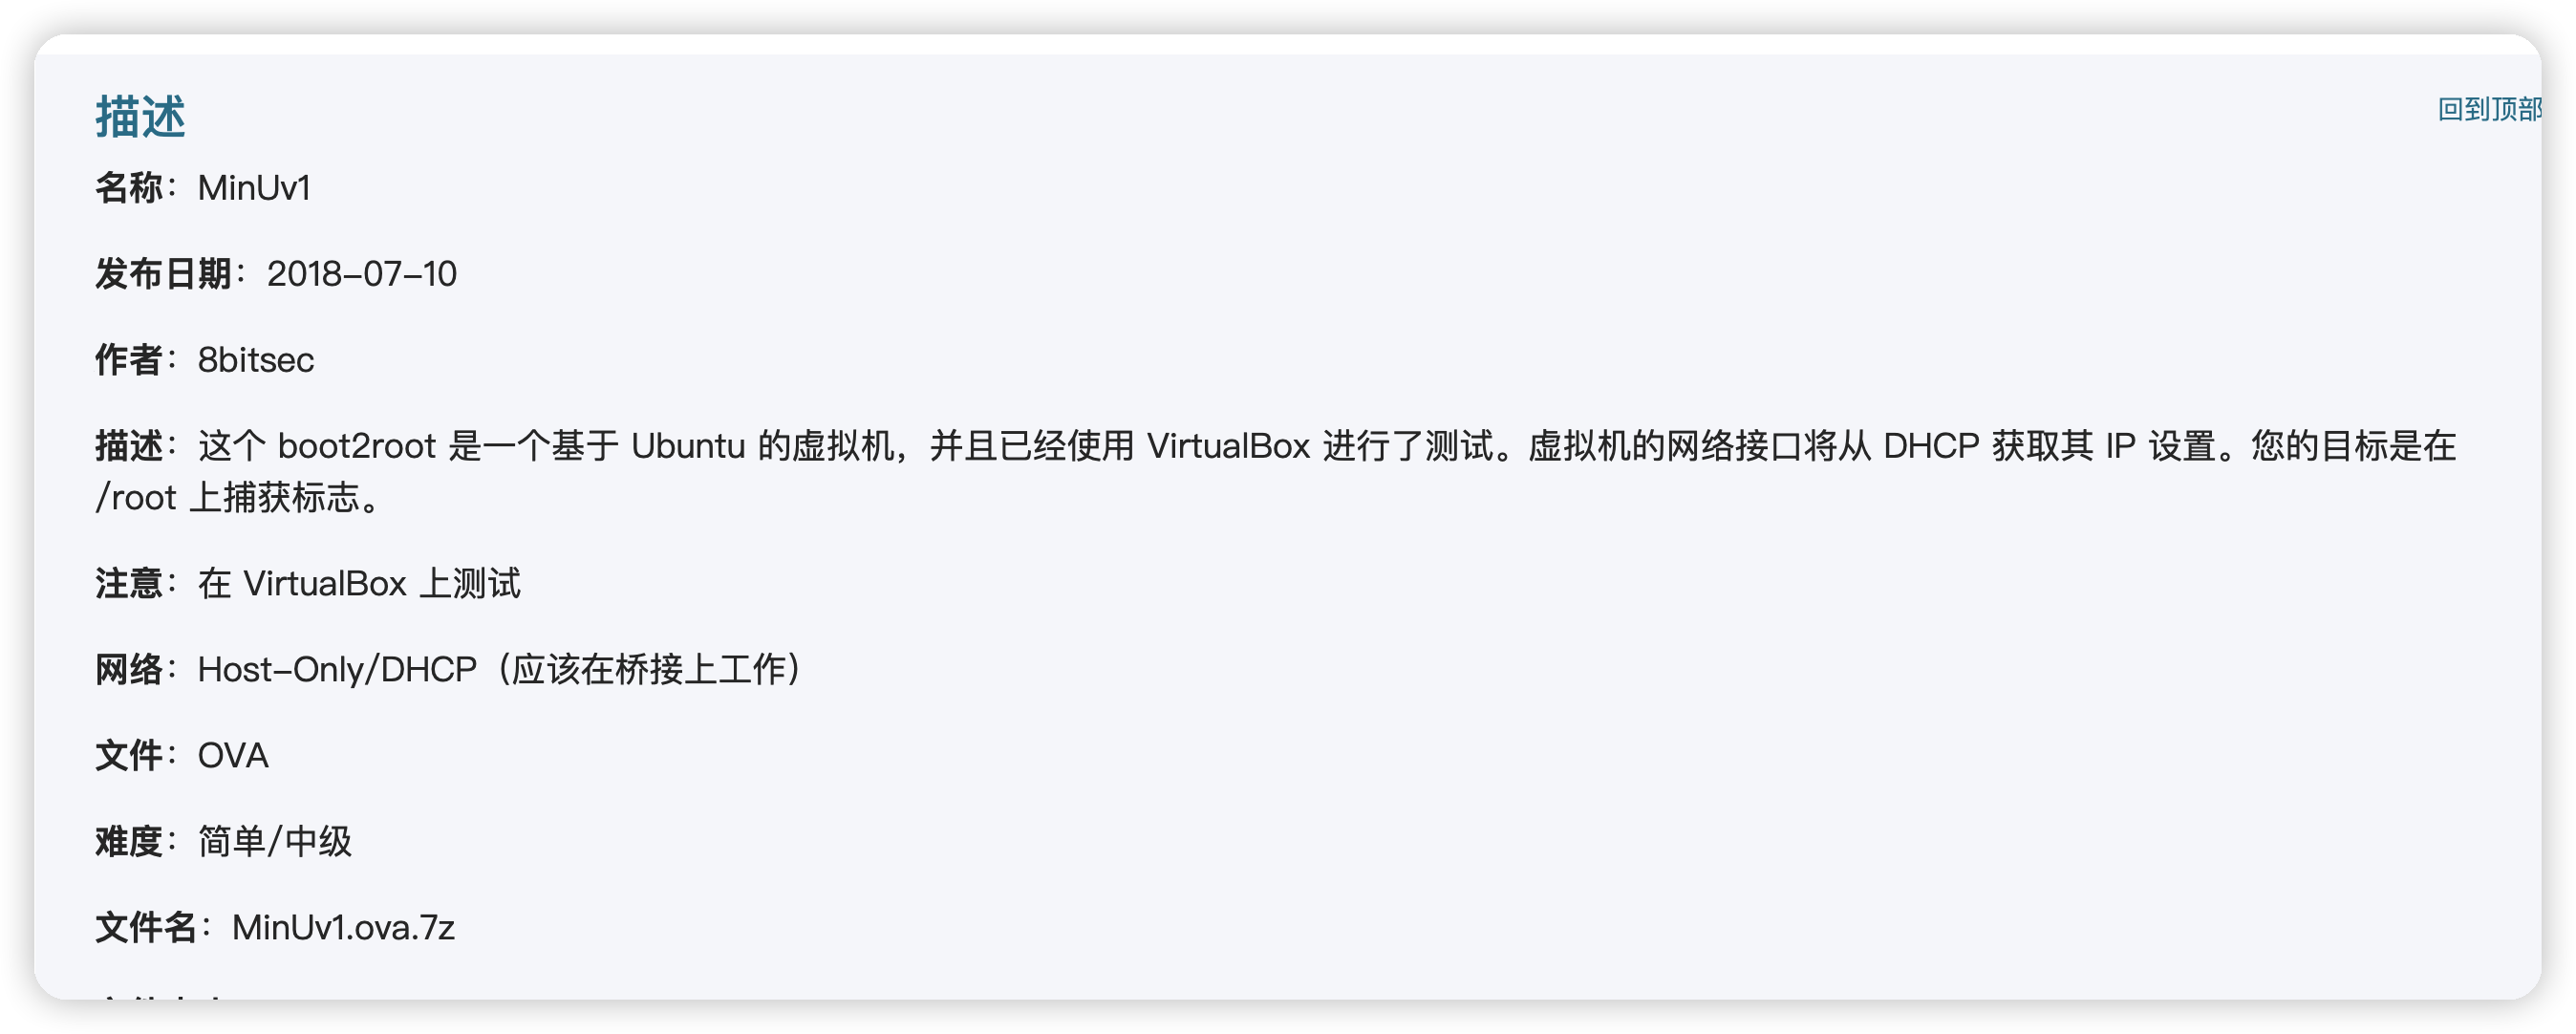 描述
回到顶部
名称：MinUv1
发布日期：2018-07-10
作者：8bitsec
描述：这个 boot2root 是一个基于 Ubuntu 的虚拟机，并且已经使用 VirtualBox 进行了测试。虚拟机的网络接口将从 DHCP 获取其 IP 设置。您的目标是在
/root 上捕获标志。
注意：在 VirtualBox 上测试
网络：Host-Only/DHCP（应该在桥接上工作）
文件：OVA
难度：简单/中级
文件名：MinUv1.ova.7z